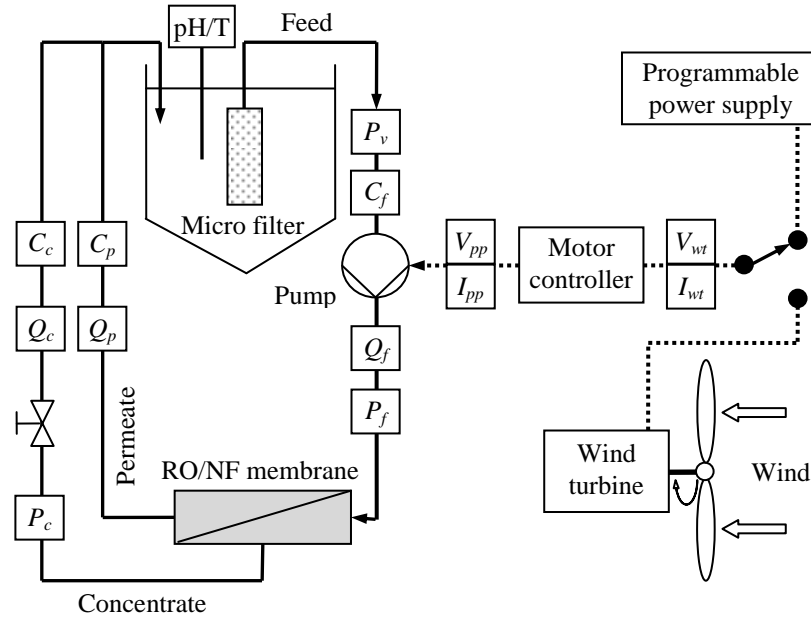 pH/T
Feed
Programmable
power supply
P_v
C_f
Micro filter
C_c
C_p
V_pp
I_pp
Motor
controller
V_wt
I_wt
Pump
Q_c
Q_p
Q_f
P_f
Permeate
RO/NF membrane
P_c
Wind
turbine
Wind
Concentrate